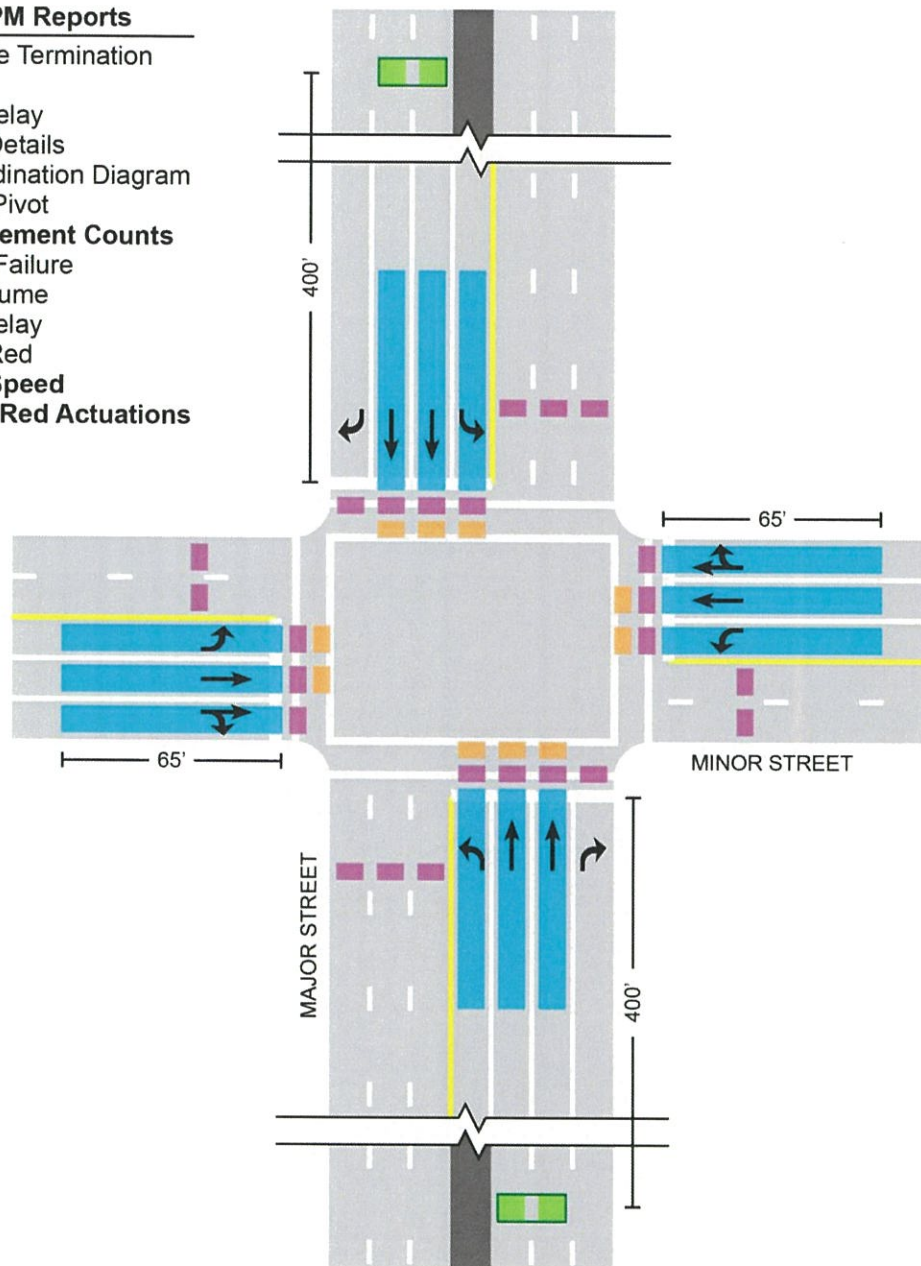 PM Reports
e Termination
elay
Details
dination Diagram
Pivot
ement Counts
Failure
ume
elay
Red
Speed
Red Actuations
400'
65'
65'
MINOR STREET
MAJOR STREET
400'